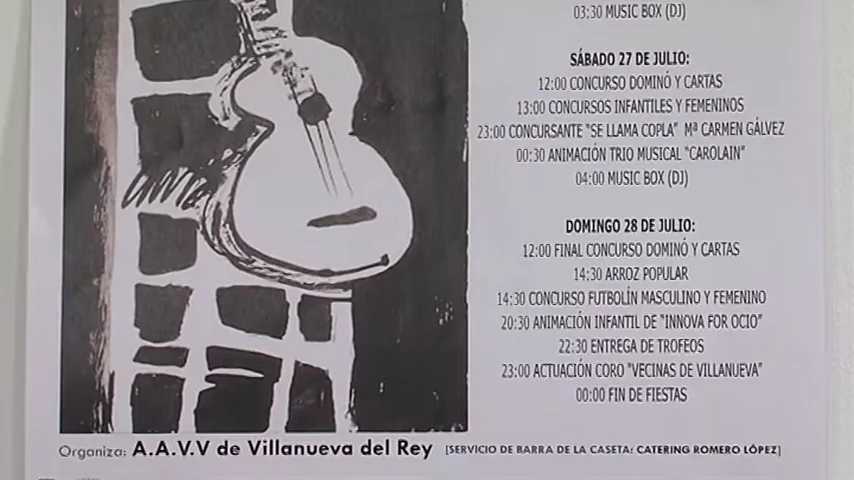 03:30 MUSIC BOX (DJ)
SÁBADO 27 DE JULIO:
12:00 CONCURSO DOMINÓ Y CARTAS
13:00 CONCURSOS INFANTILES Y FEMENINOS
23:00 CONCURSANTE "SE LLAMA COPLA" Mª CARMEN GÁLVEZ
00:30 ANIMACIÓN TRIO MUSICAL "CAROLAIN"
04:00 MUSIC BOX (DJ)
DOMINGO 28 DE JULIO:
12:00 FINAL CONCURSO DOMINÓ Y CARTAS
14:30 ARROZ POPULAR
14:30 CONCURSO FUTBOLÍN MASCULINO Y FEMENINO
20:30 ANIMACIÓN INFANTIL DE "INNOVA FOR OCIO"
22:30 ENTREGA DE TROFEOS
23:00 ACTUACIÓN CORO "VECINAS DE VILLANUEVA"
00:00 FIN DE FIESTAS
Organiza: A.A.V.V de Villanueva del Rey [SERVICIO DE BARRA DE LA CASETA: CATERING ROMERO LÓPEZ]